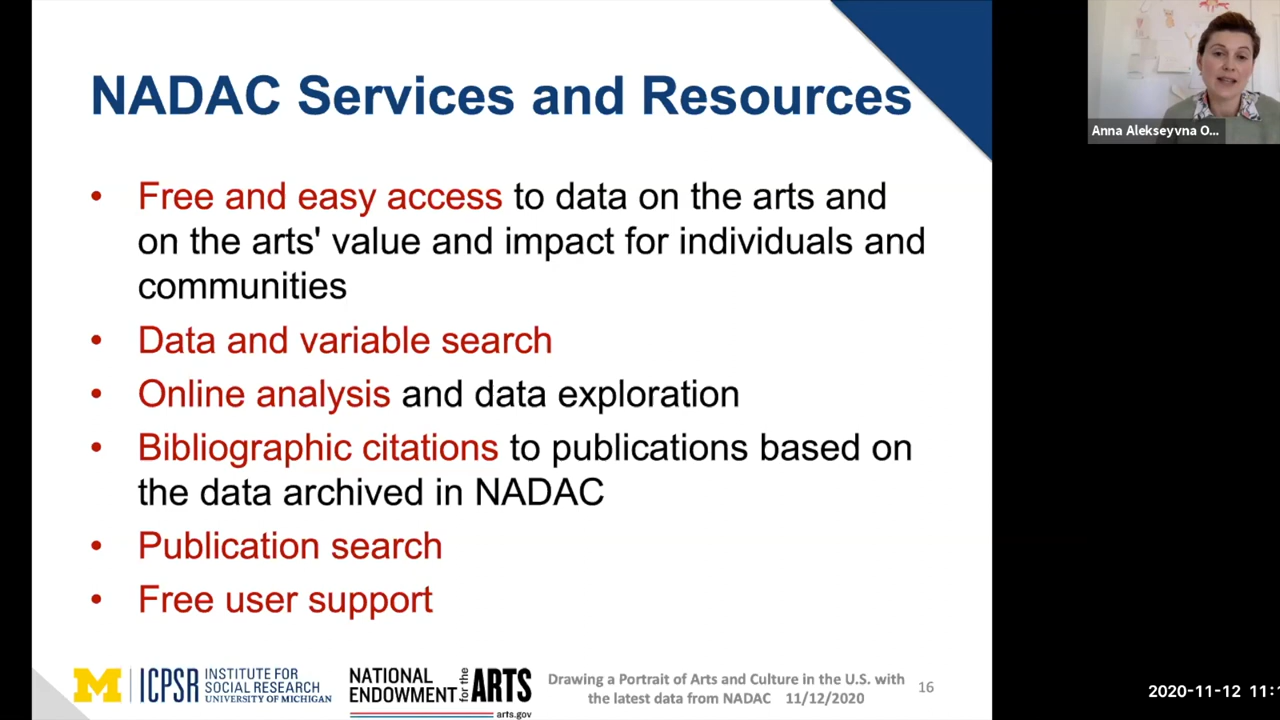 NADAC Services and Resources
Anna Alekseyvna O...
• Free and easy access to data on the arts and
on the arts' value and impact for individuals and
communities
• Data and variable search
• Online analysis and data exploration
• Bibliographic citations to publications based on
the data archived in NADAC
• Publication search
• Free user support
M ICPSR INSTITUTE FOR
SOCIAL RESEARCH
UNIVERSITY OF MICHIGAN
NATIONAL
ENDOWMENT for the ARTS
arts.gov
Drawing a Portrait of Arts and Culture in the U.S. with
the latest data from NADAC 11/12/2020
16
2020-11-12 11: